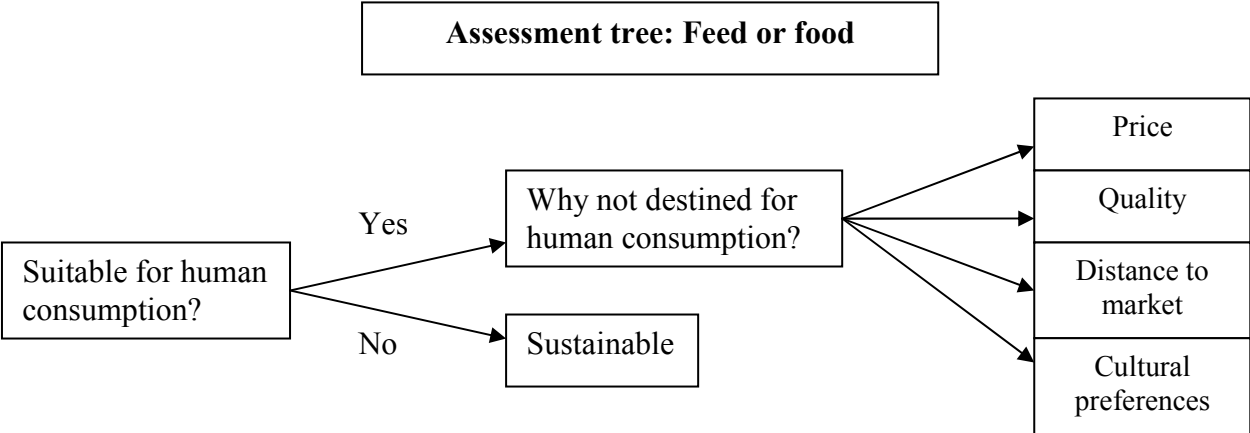 Assessment tree: Feed or food
Suitable for human
consumption?
Yes
No
Why not destined for
human consumption?
Sustainable
Price
Quality
Distance to
market
Cultural
preferences